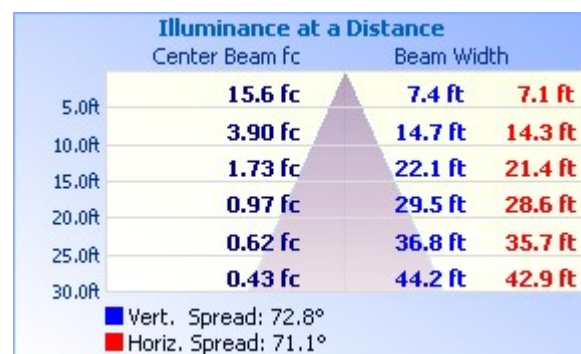 Illuminance at a Distance
Center Beam fc Beam Width
5.0ft 15.6 fc 7.4 ft 7.1 ft
10.0ft 3.90 fc 14.7 ft 14.3 ft
15.0ft 1.73 fc 22.1 ft 21.4 ft
20.0ft 0.97 fc 29.5 ft 28.6 ft
25.0ft 0.62 fc 36.8 ft 35.7 ft
30.0ft 0.43 fc 44.2 ft 42.9 ft
Vert. Spread: 72.8°
Horiz. Spread: 71.1°